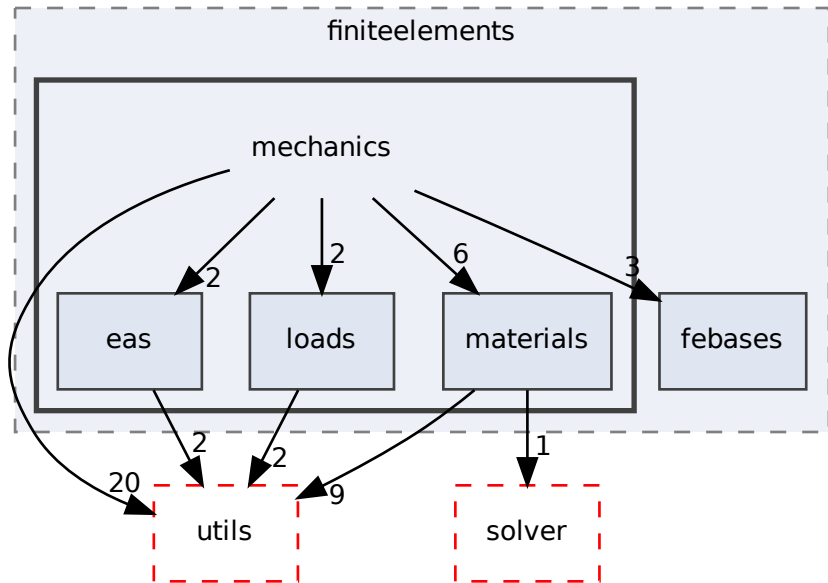 finiteelements
mechanics
2
2
6
3
eas
loads
materials
febases
20
2
2
9
1
utils
solver